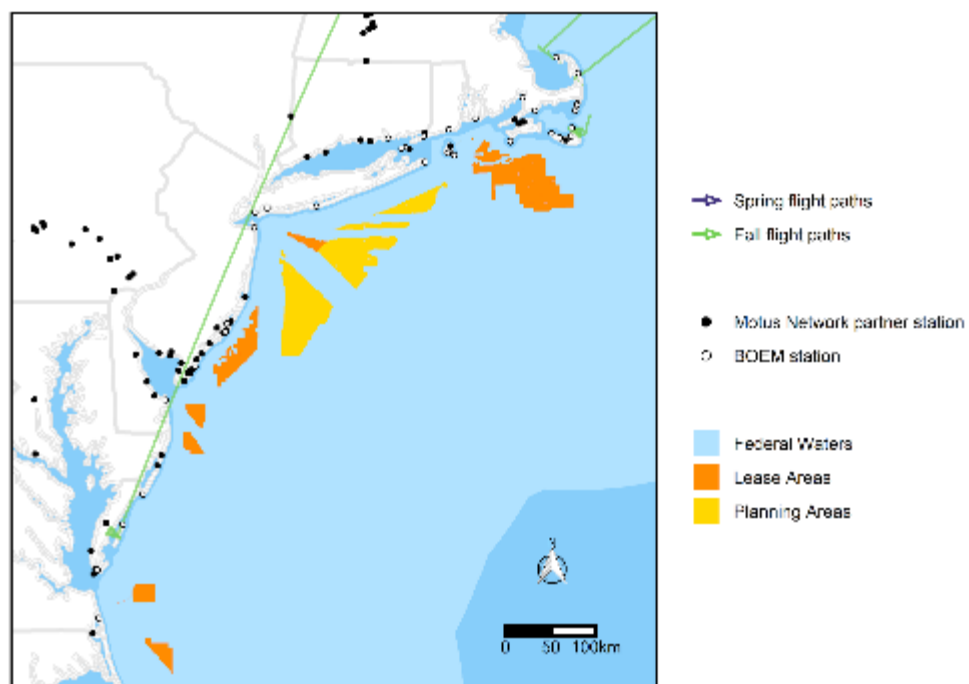 Spring flight paths
Fall flight paths
Motus Network partner station
BOEM station
Federal Waters
Lease Areas
Planning Areas
N
0 50 100km